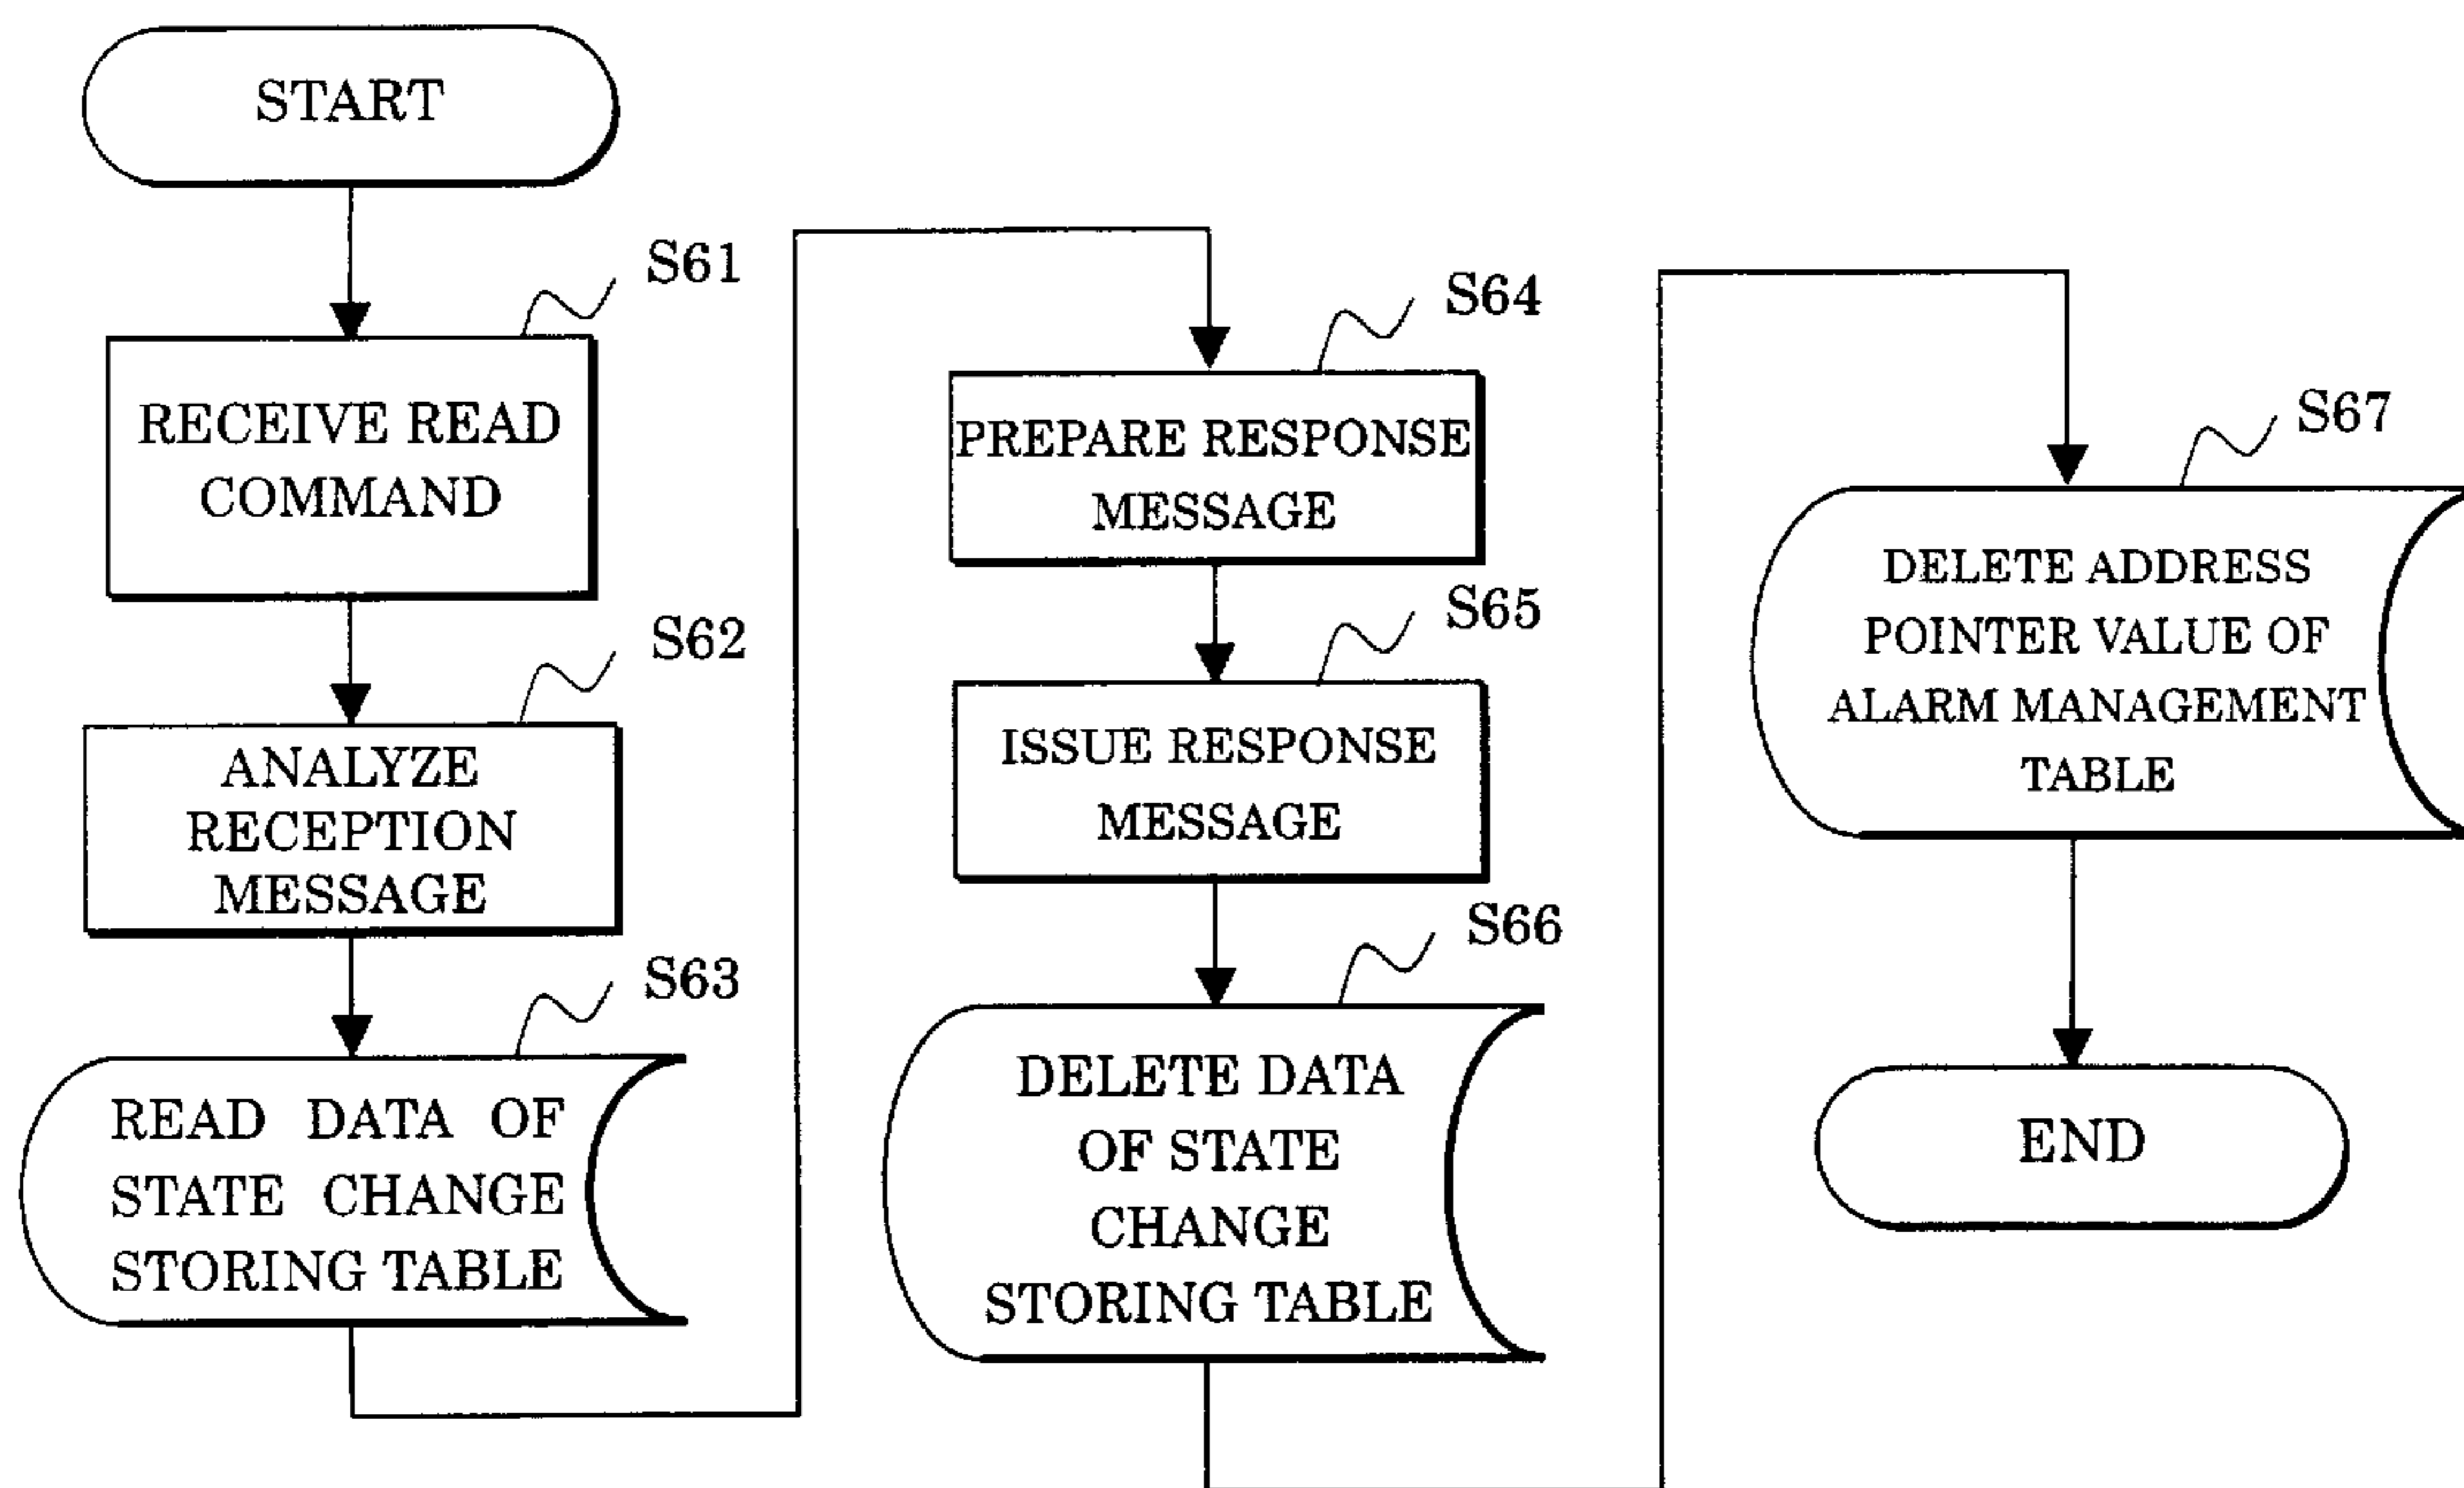 START
S61
RECEIVE READ
COMMAND
S62
ANALYZE
RECEPTION
MESSAGE
S63
READ DATA OF
STATE CHANGE
STORING TABLE
S64
PREPARE RESPONSE
MESSAGE
S65
ISSUE RESPONSE
MESSAGE
S66
DELETE DATA
OF STATE
CHANGE
STORING TABLE
S67
DELETE ADDRESS
POINTER VALUE OF
ALARM MANAGEMENT
TABLE
END